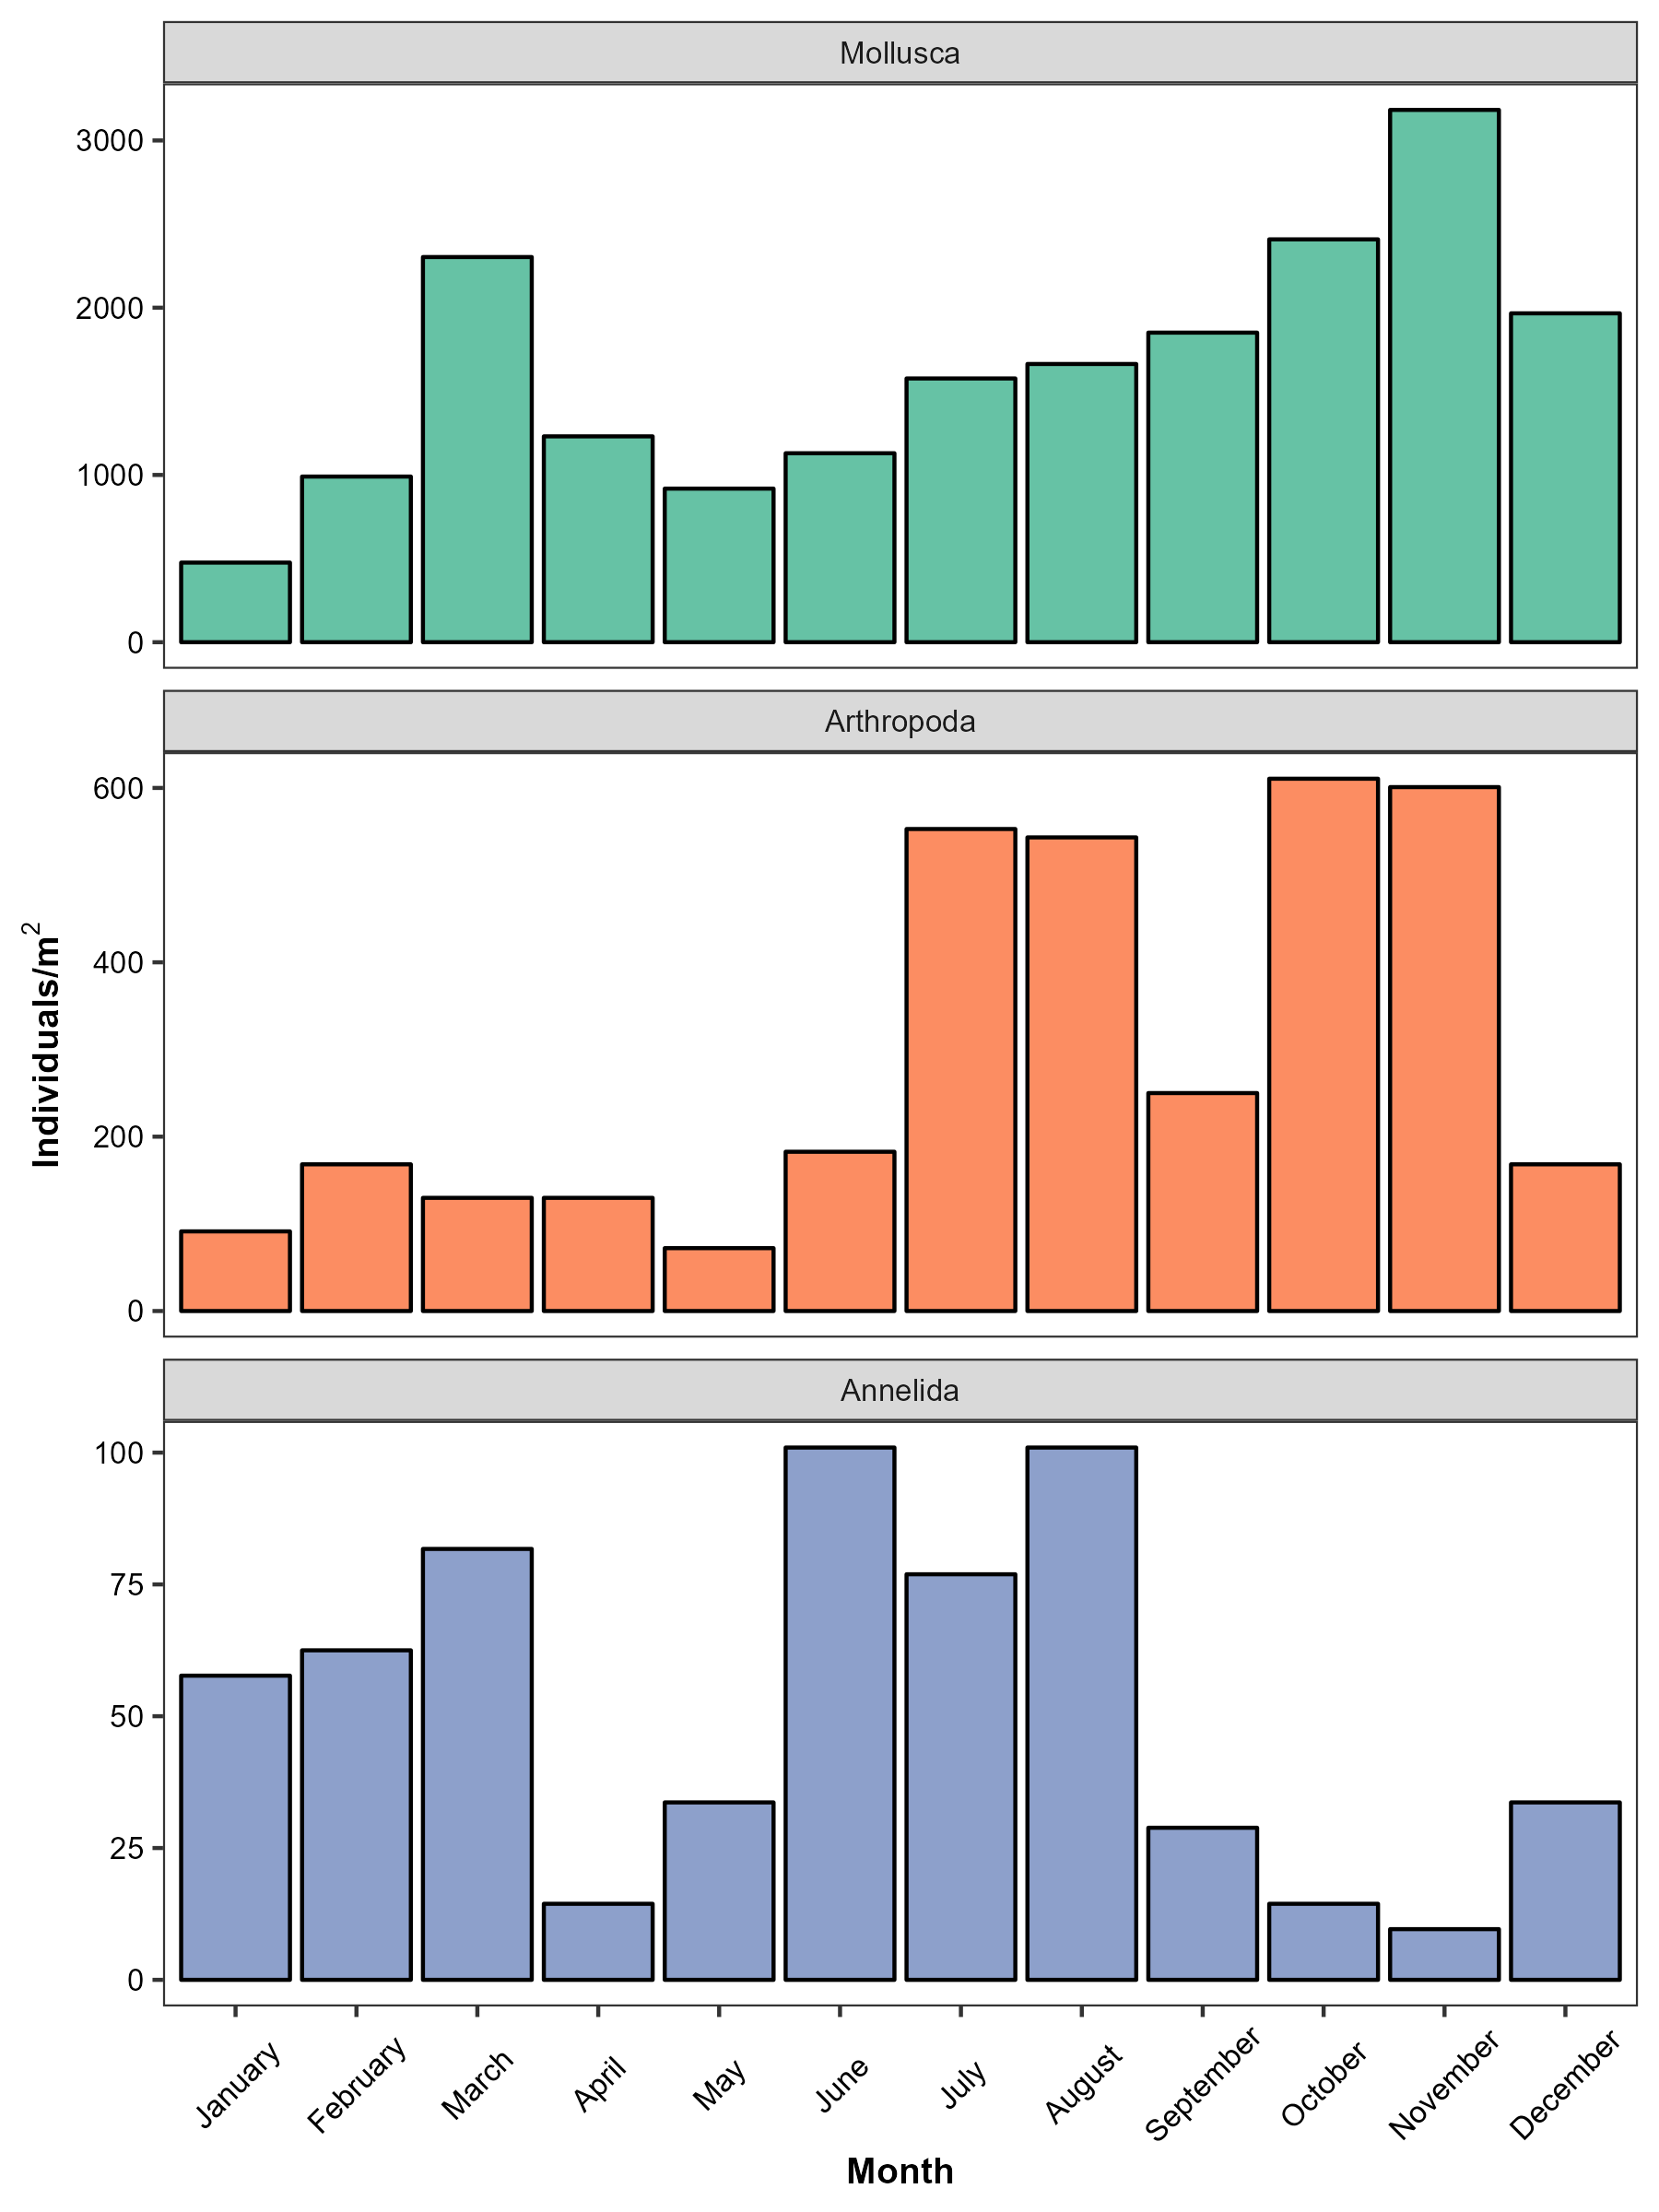 Mollusca
3000
2000
1000
0
Arthropoda
600
400
200
0
Individuals/m²
Annelida
100
75
50
25
0
January February March April May June July August September October November December
Month